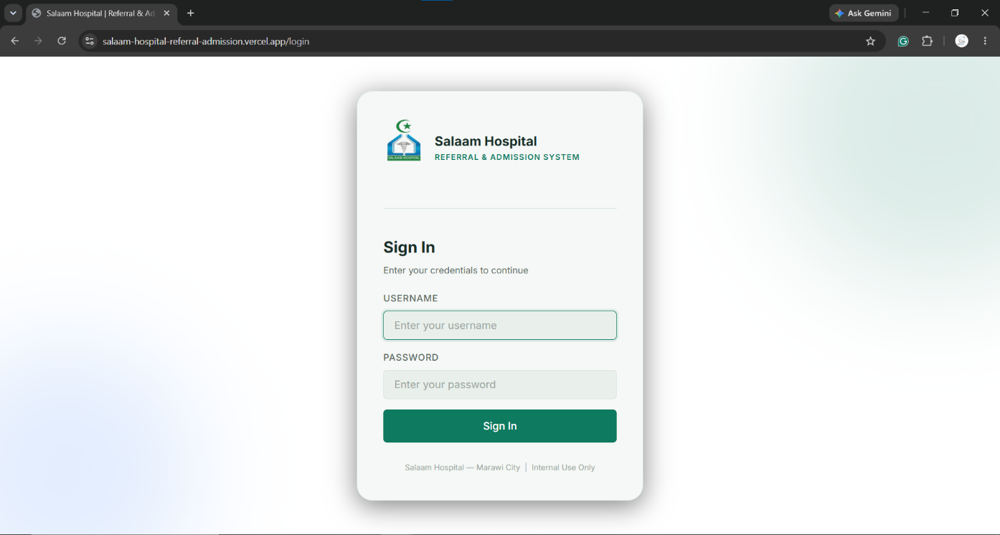 Salaam Hospital | Referral & Ad
Ask Gemini
salaam-hospital-referral-admission.vercel.app/login
SALAAM HOSPITAL
Salaam Hospital
REFERRAL & ADMISSION SYSTEM
Sign In
Enter your credentials to continue
USERNAME
Enter your username
PASSWORD
Enter your password
Sign In
Salaam Hospital — Marawi City | Internal Use Only